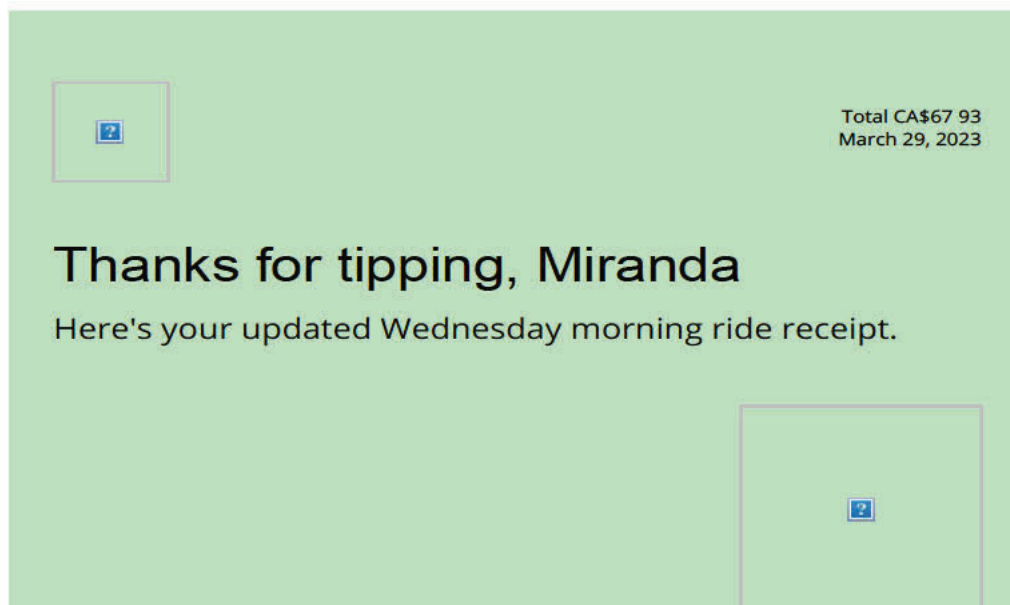 Total CA$67 93
March 29, 2023
Thanks for tipping, Miranda
Here's your updated Wednesday morning ride receipt.